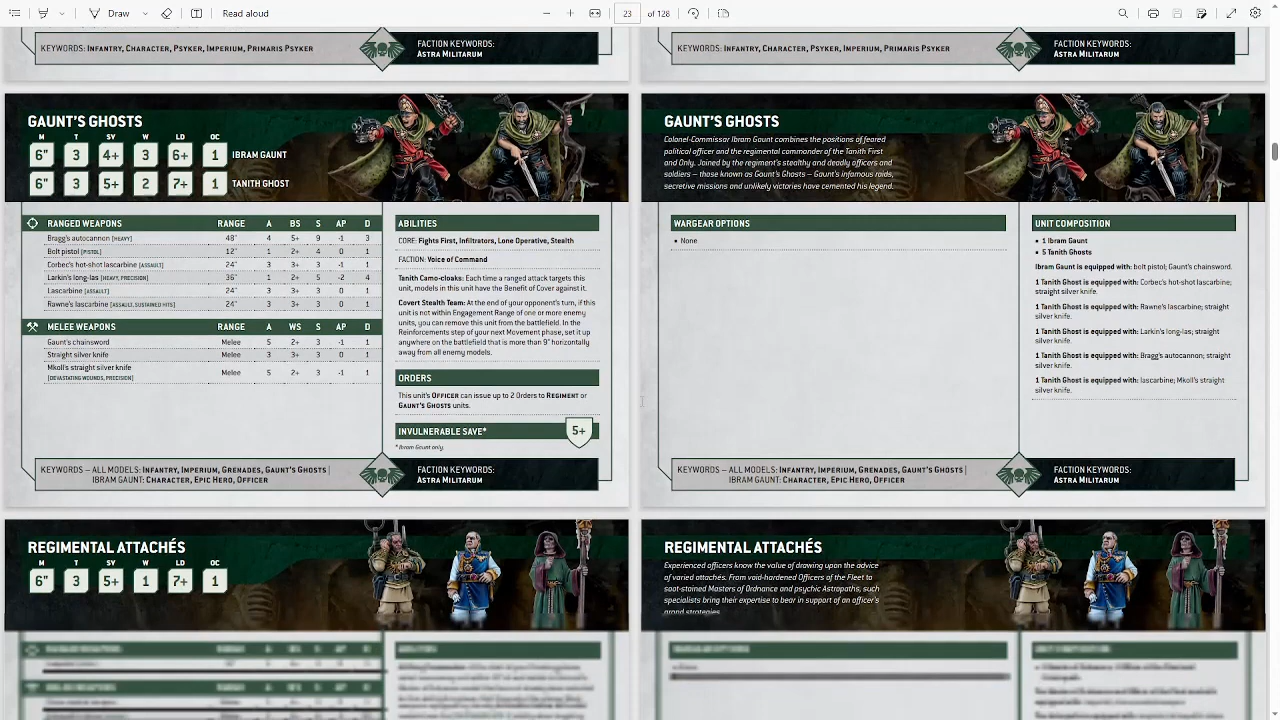 Draw
Read aloud
23 of 128
KEYWORDS: INFANTRY, CHARACTER, PSYKER, IMPERIUM, PRIMARIS PSYKER
FACTION KEYWORDS:
ASTRA MILITARUM
KEYWORDS: INFANTRY, CHARACTER, PSYKER, IMPERIUM, PRIMARIS PSYKER
FACTION KEYWORDS:
ASTRA MILITARUM
GAUNT'S GHOSTS
M T SV W LD OC
6" 3 4+ 3 6+ 1 IBRAM GAUNT
6" 3 5+ 2 7+ 1 TANITH GHOST
RANGED WEAPONS RANGE A BS S AP D
Bragg's autocannon [HEAVY] 48" 4 5+ 9 -1 3
Bolt pistol [PISTOL] 12" 1 2+ 4 0 1
Corbec's hot-shot lascarbine [ASSAULT] 24" 3 3+ 3 -1 1
Larkin's long-las [HEAVY, PRECISION] 36" 1 2+ 5 -2 4
Lascarbine [ASSAULT] 24" 3 3+ 3 0 1
Rawne's lascarbine [ASSAULT, SUSTAINED HITS] 24" 3 3+ 3 0 1
MELEE WEAPONS RANGE A WS S AP D
Gaunt's chainsword Melee 5 2+ 3 -1 1
Straight silver knife Melee 3 3+ 3 0 1
Mkoll's straight silver knife
[DEVASTATING WOUNDS, PRECISION] Melee 5 2+ 3 -1 1
ABILITIES
CORE: Fights First, Infiltrators, Lone Operative, Stealth
FACTION: Voice of Command
Tanith Camo-cloaks: Each time a ranged attack targets this
unit, models in this unit have the Benefit of Cover against it.
Covert Stealth Team: At the end of your opponent's turn, if this
unit is not within Engagement Range of one or more enemy
units, you can remove this unit from the battlefield. In the
Reinforcements step of your next Movement phase, set it up
anywhere on the battlefield that is more than 9" horizontally
away from all enemy models.
ORDERS
This unit's OFFICER can issue up to 2 Orders to REGIMENT or
GAUNT'S GHOSTS units.
INVULNERABLE SAVE* 5+
* Ibram Gaunt only.
KEYWORDS – ALL MODELS: INFANTRY, IMPERIUM, GRENADES, GAUNT'S GHOSTS |
IBRAM GAUNT: CHARACTER, EPIC HERO, OFFICER
FACTION KEYWORDS:
ASTRA MILITARUM
GAUNT'S GHOSTS
Colonel-Commissar Ibram Gaunt combines the positions of feared
political officer and the regimental commander of the Tanith First
and Only. Joined by the regiment's stealthy and deadly officers and
soldiers – those known as Gaunt's Ghosts – Gaunt's infamous raids,
secretive missions and unlikely victories have cemented his legend.
WARGEAR OPTIONS
▪ None
UNIT COMPOSITION
▪ 1 Ibram Gaunt
▪ 5 Tanith Ghosts
Ibram Gaunt is equipped with: bolt pistol; Gaunt's chainsword.
1 Tanith Ghost is equipped with: Corbec's hot-shot lascarbine;
straight silver knife.
1 Tanith Ghost is equipped with: Rawne's lascarbine; straight
silver knife.
1 Tanith Ghost is equipped with: Larkin's long-las; straight
silver knife.
1 Tanith Ghost is equipped with: Bragg's autocannon; straight
silver knife.
1 Tanith Ghost is equipped with: lascarbine; Mkoll's straight
silver knife.
KEYWORDS – ALL MODELS: INFANTRY, IMPERIUM, GRENADES, GAUNT'S GHOSTS |
IBRAM GAUNT: CHARACTER, EPIC HERO, OFFICER
FACTION KEYWORDS:
ASTRA MILITARUM
REGIMENTAL ATTACHÉS
M T SV W LD OC
6" 3 5+ 1 7+ 1
REGIMENTAL ATTACHÉS
Experienced officers know the value of drawing upon the advice
of varied attachés. From void-hardened Officers of the Fleet to
soot-stained Masters of Ordnance and psychic Astropaths, such
specialists bring their expertise to bear in support of an officer's
grand strategies.